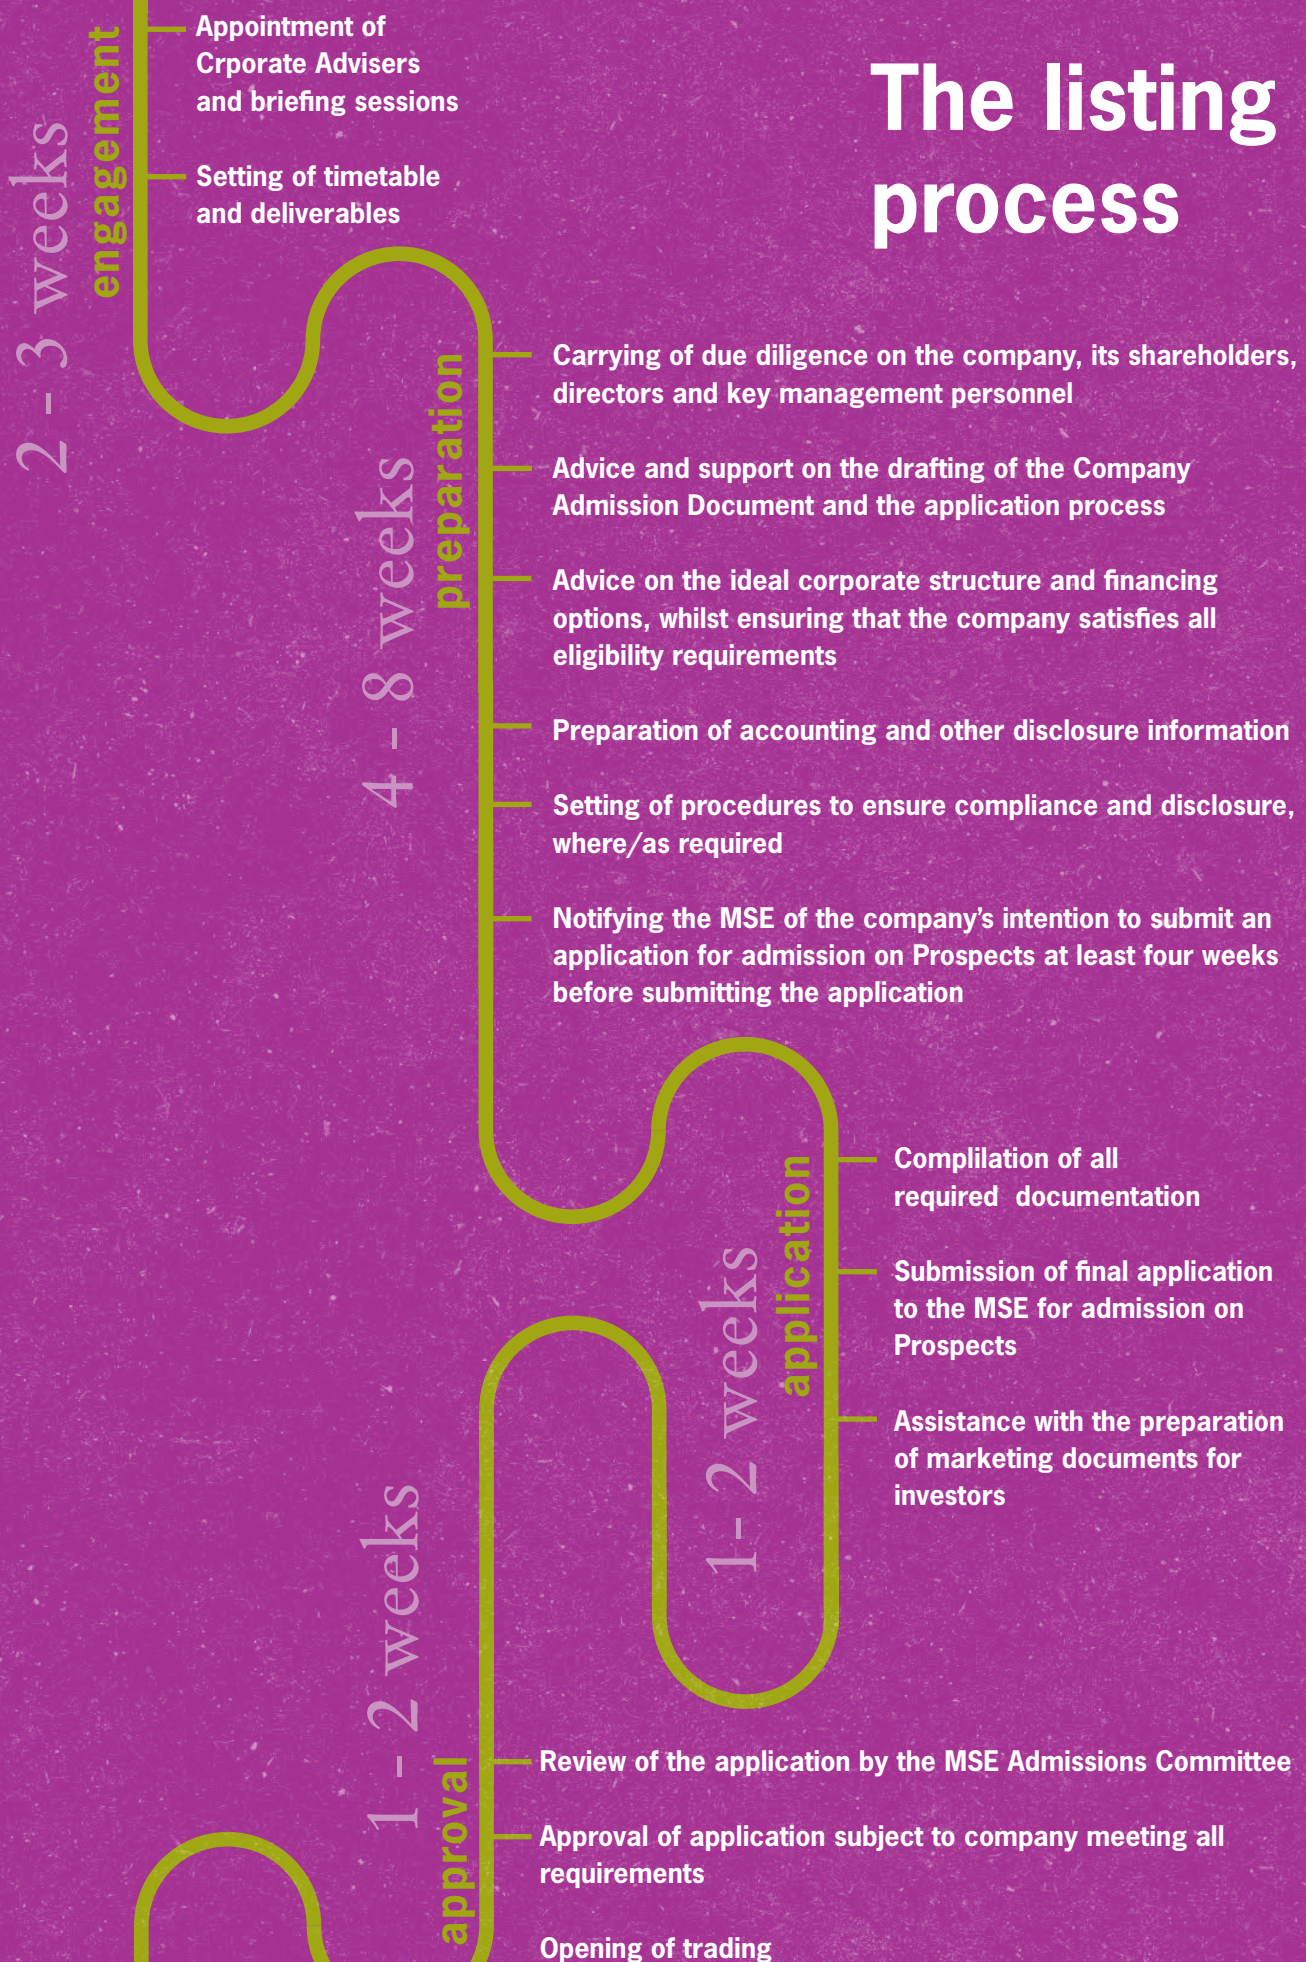 The listing
process
engagement
2 - 3 weeks
Appointment of
Crporate Advisers
and briefing sessions
Setting of timetable
and deliverables
preparation
4 - 8 weeks
Carrying of due diligence on the company, its shareholders,
directors and key management personnel
Advice and support on the drafting of the Company
Admission Document and the application process
Advice on the ideal corporate structure and financing
options, whilst ensuring that the company satisfies all
eligibility requirements
Preparation of accounting and other disclosure information
Setting of procedures to ensure compliance and disclosure,
where/as required
Notifying the MSE of the company’s intention to submit an
application for admission on Prospects at least four weeks
before submitting the application
application
1- 2 weeks
Complilation of all
required  documentation
Submission of final application
to the MSE for admission on
Prospects
Assistance with the preparation
of marketing documents for
investors
approval
1 - 2 weeks
Review of the application by the MSE Admissions Committee
Approval of application subject to company meeting all
requirements
Opening of trading